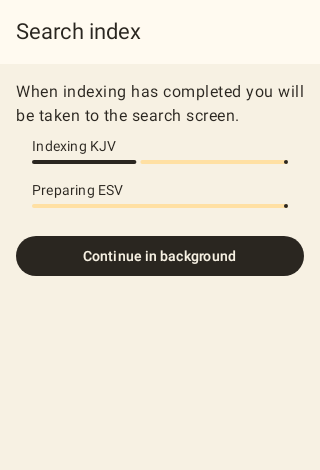 Search index
When indexing has completed you will
be taken to the search screen.
Indexing KJV
Preparing ESV
Continue in background